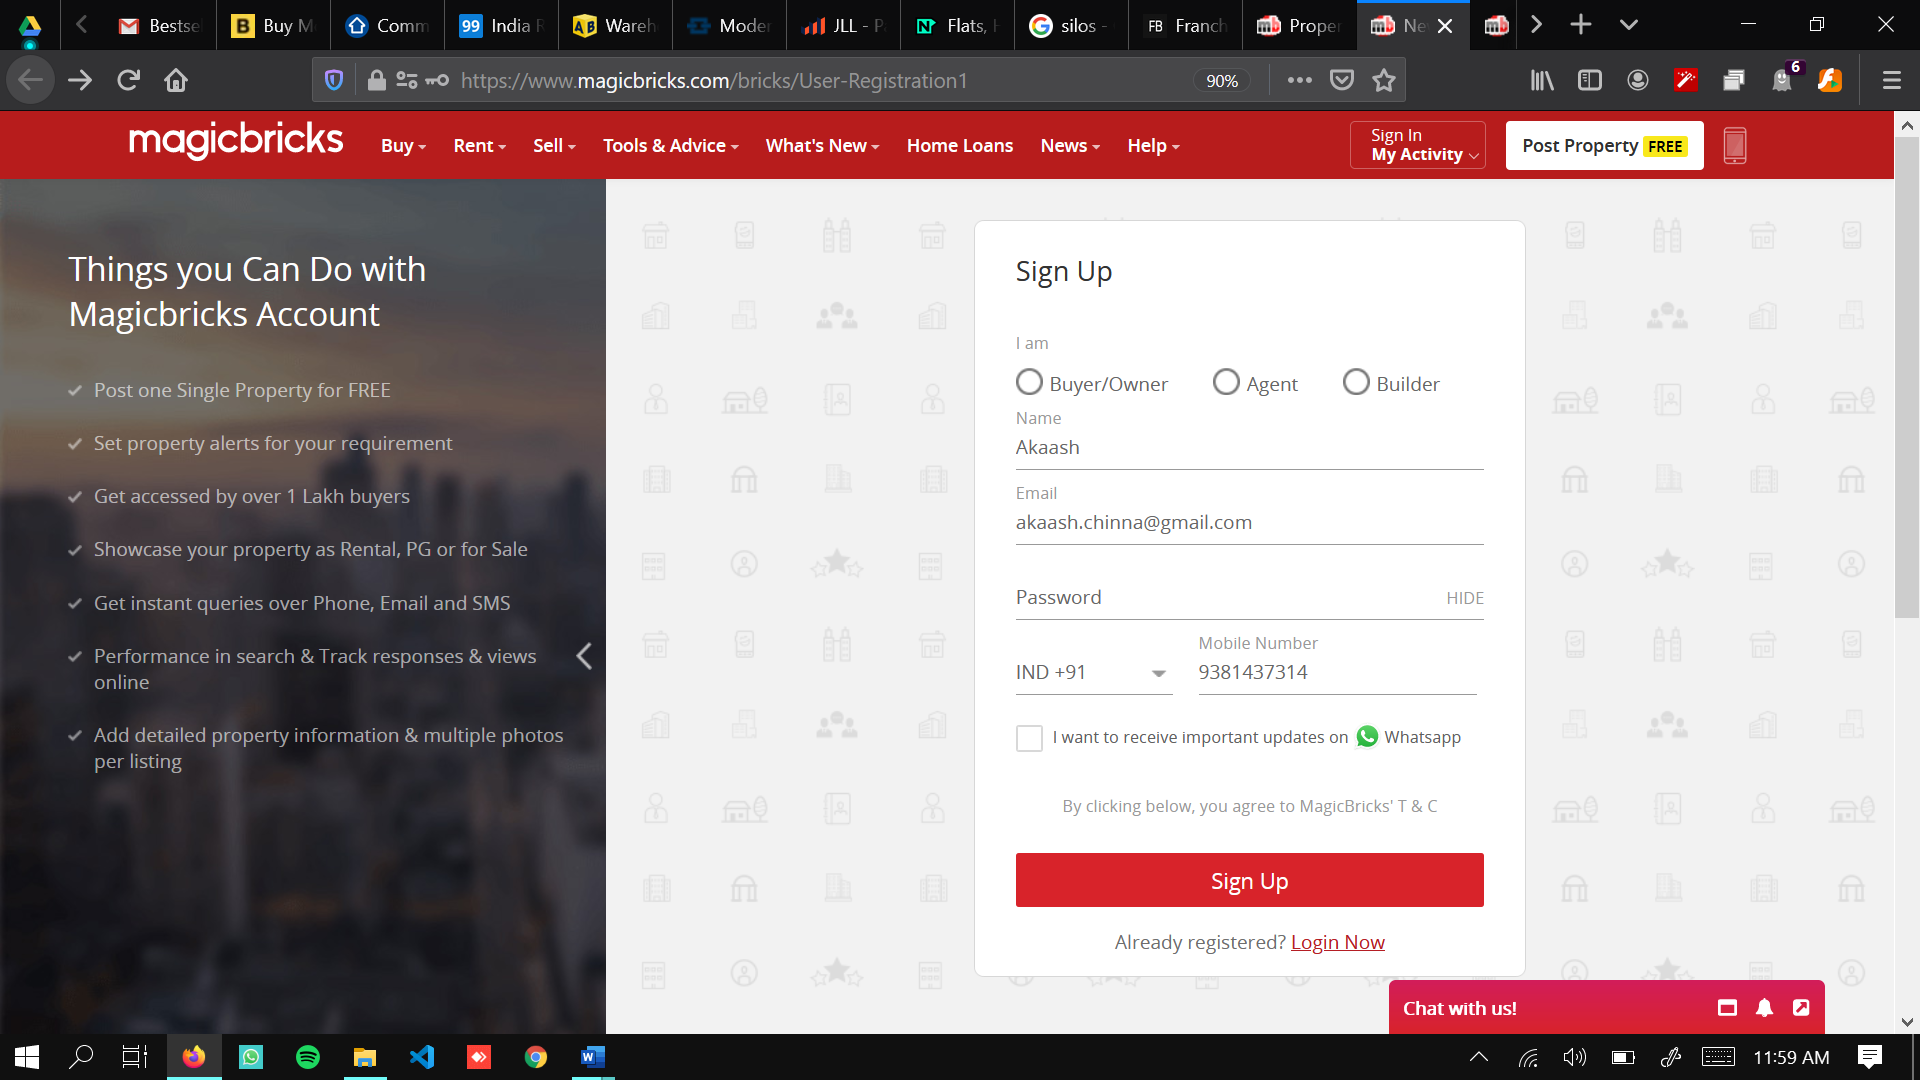 Bestse
Buy M
Comm
99 India R
Wareh
Moder
JLL - P
Flats, H
silos -
FB Franch
Proper
Ne
https://www.magicbricks.com/bricks/User-Registration1
90%
6
magicbricks
Buy
Rent
Sell
Tools & Advice
What's New
Home Loans
News
Help
Sign In
My Activity
Post Property FREE
Things you Can Do with
Magicbricks Account
Post one Single Property for FREE
Set property alerts for your requirement
Get accessed by over 1 Lakh buyers
Showcase your property as Rental, PG or for Sale
Get instant queries over Phone, Email and SMS
Performance in search & Track responses & views
online
Add detailed property information & multiple photos
per listing
Sign Up
I am
Buyer/Owner Agent Builder
Name
Akaash
Email
akaash.chinna@gmail.com
Password HIDE
Mobile Number
IND +91 9381437314
I want to receive important updates on Whatsapp
By clicking below, you agree to MagicBricks' T & C
Sign Up
Already registered? Login Now
Chat with us!
11:59 AM